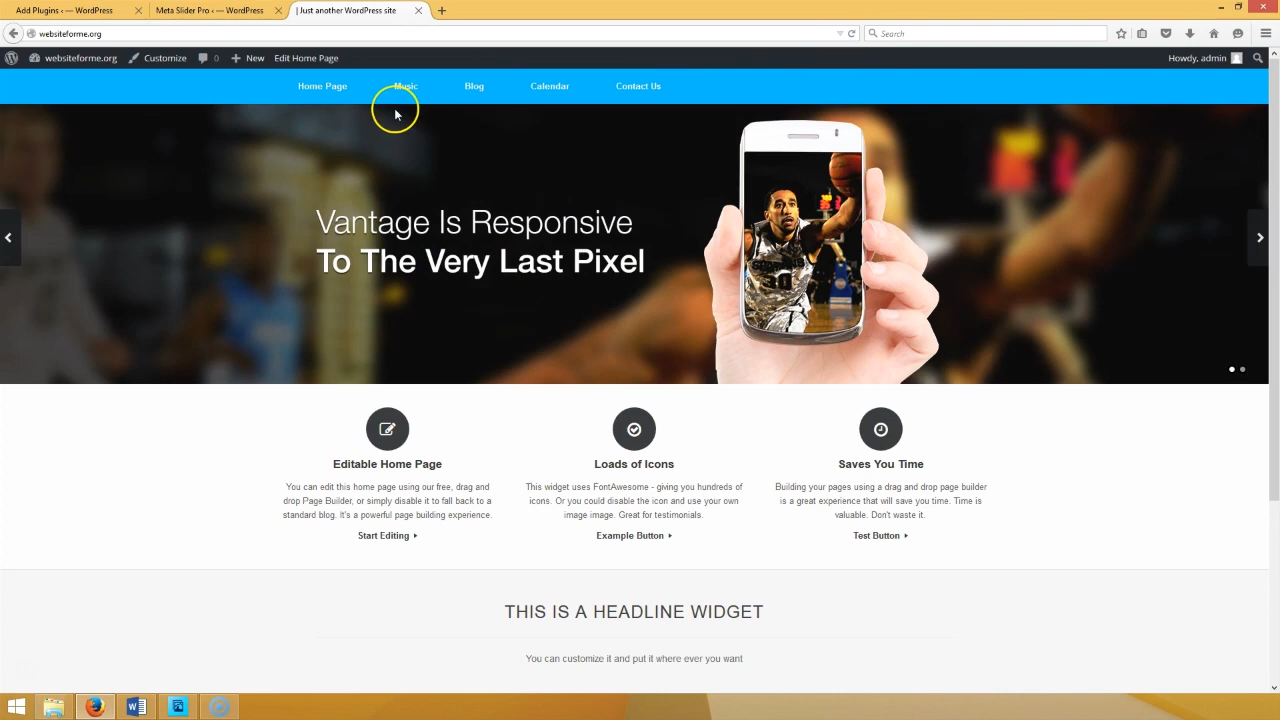 Add Plugins ‹ — WordPress
Meta Slider Pro ‹ — WordPress
| Just another WordPress site
websiteforme.org
Search
websiteforme.org
Customize
0
New
Edit Home Page
Howdy, admin
Home Page
Music
Blog
Calendar
Contact Us
Vantage Is Responsive
To The Very Last Pixel
Editable Home Page
You can edit this home page using our free, drag and
drop Page Builder, or simply disable it to fall back to a
standard blog. It's a powerful page building experience.
Start Editing
Loads of Icons
This widget uses FontAwesome - giving you hundreds of
icons. Or you could disable the icon and use your own
image image. Great for testimonials.
Example Button
Saves You Time
Building your pages using a drag and drop page builder
is a great experience that will save you time. Time is
valuable. Don't waste it.
Test Button
THIS IS A HEADLINE WIDGET
You can customize it and put it where ever you want